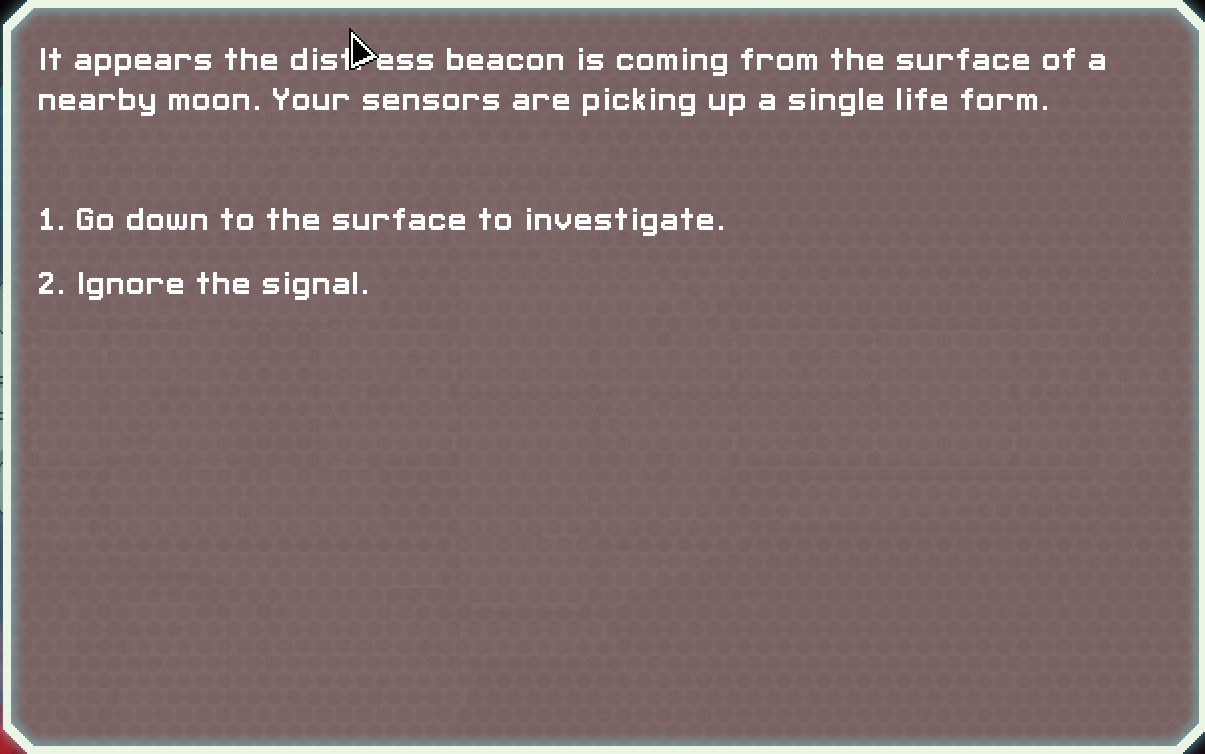 It appears the distress beacon is coming from the surface of a
nearby moon. Your sensors are picking up a single life form.
1. Go down to the surface to investigate.
2. Ignore the signal.